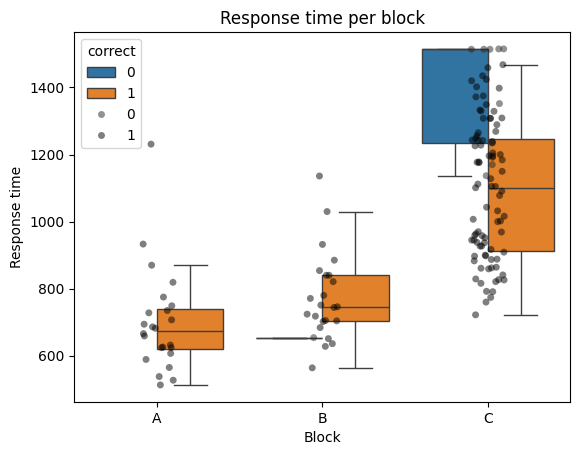 Response time per block
correct
0
1
0
1
1400
1200
1000
800
600
Response time
A
B
C
Block